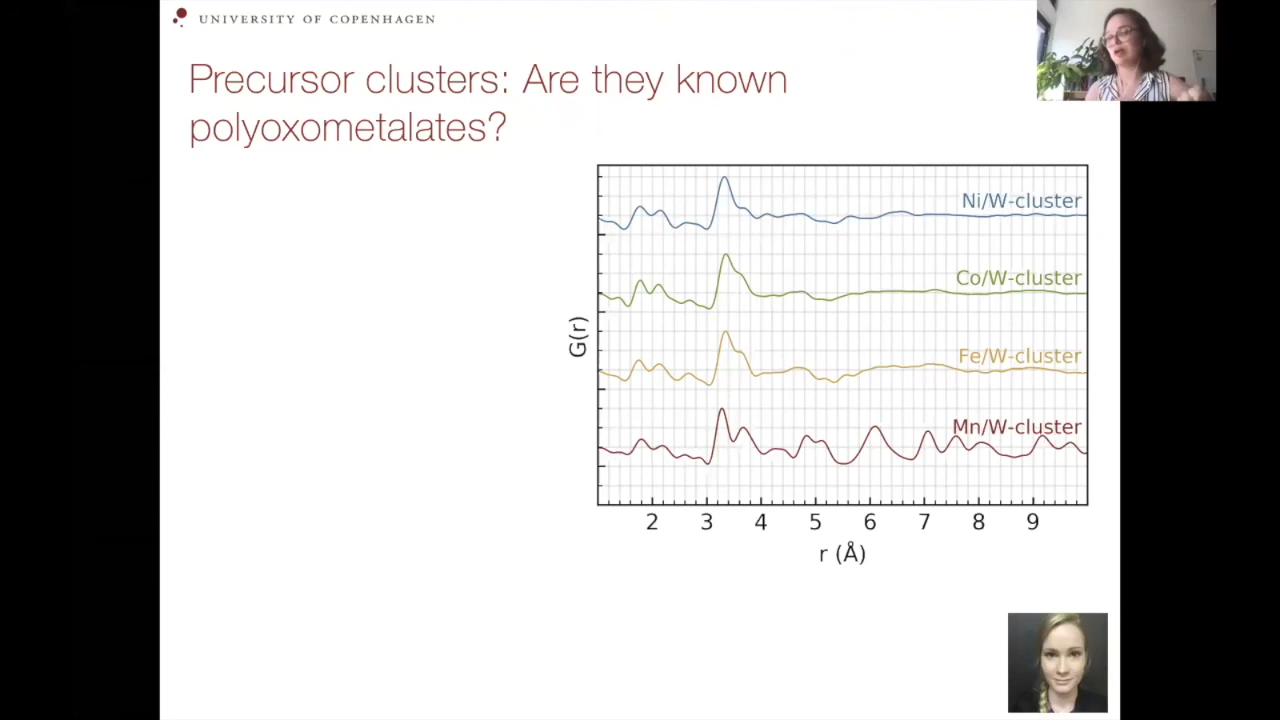 UNIVERSITY OF COPENHAGEN
Precursor clusters: Are they known
polyoxometalates?
Ni/W-cluster
Co/W-cluster
Fe/W-cluster
Mn/W-cluster
G(r)
2 3 4 5 6 7 8 9
r (Å)